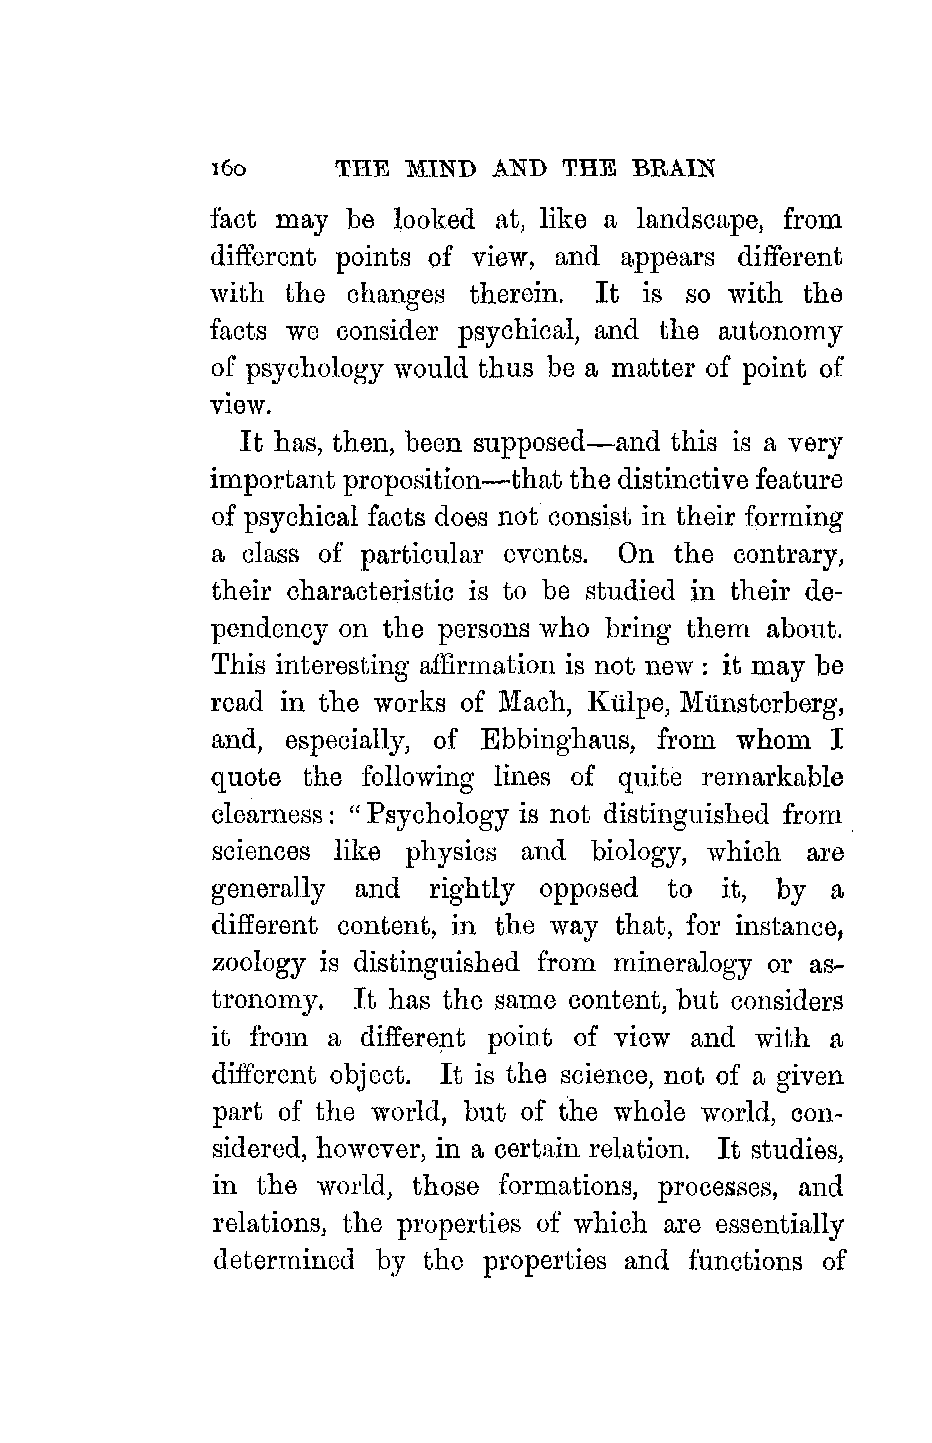 160 THE MIND AND THE BRAIN
fact may be looked at, like a landscape, from
different points of view, and appears different
with the changes therein. It is so with the
facts we consider psychical, and the autonomy
of psychology would thus be a matter of point of
view.
It has, then, been supposed—and this is a very
important proposition—that the distinctive feature
of psychical facts does not consist in their forming
a class of particular events. On the contrary,
their characteristic is to be studied in their de-
pendency on the persons who bring them about.
This interesting affirmation is not new : it may be
read in the works of Mach, Külpe, Münsterberg,
and, especially, of Ebbinghaus, from whom I
quote the following lines of quite remarkable
clearness : "Psychology is not distinguished from
sciences like physics and biology, which are
generally and rightly opposed to it, by a
different content, in the way that, for instance,
zoology is distinguished from mineralogy or as-
tronomy. It has the same content, but considers
it from a different point of view and with a
different object. It is the science, not of a given
part of the world, but of the whole world, con-
sidered, however, in a certain relation. It studies,
in the world, those formations, processes, and
relations, the properties of which are essentially
determined by the properties and functions of